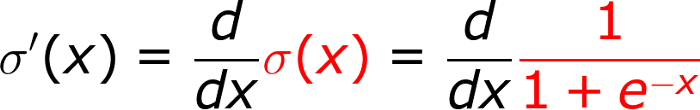 σ′(x) = d/dx σ(x) = d/dx 1/(1 + e^{−x})